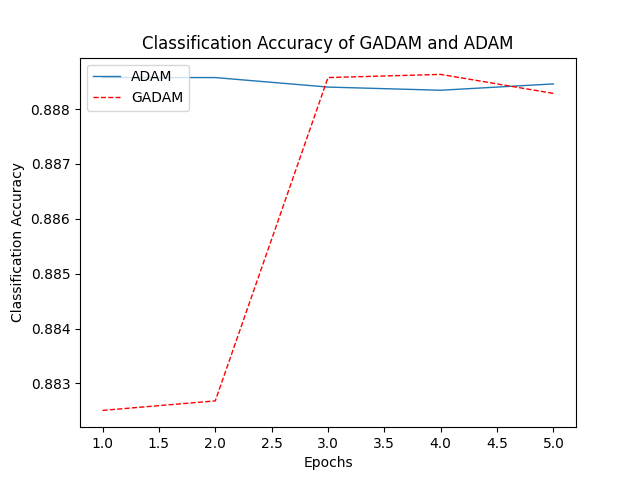 Classification Accuracy of GADAM and ADAM
ADAM
GADAM
0.888
0.887
0.886
0.885
0.884
0.883
Classification Accuracy
1.0 1.5 2.0 2.5 3.0 3.5 4.0 4.5 5.0
Epochs